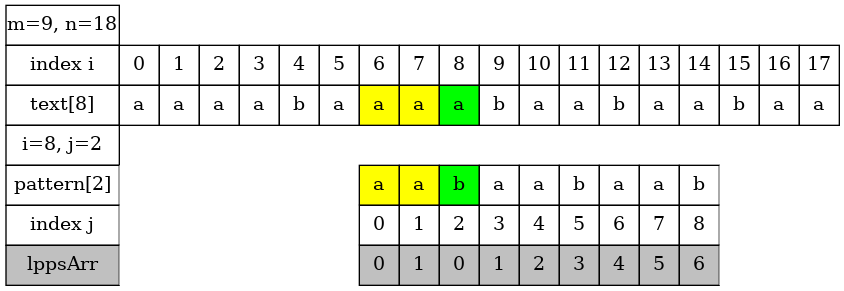 m=9, n=18
index i 0 1 2 3 4 5 6 7 8 9 10 11 12 13 14 15 16 17
text[8] a a a a b a a a a b a a b a a b a a
i=8, j=2
pattern[2] a a b a a b a a b
index j 0 1 2 3 4 5 6 7 8
lppsArr 0 1 0 1 2 3 4 5 6